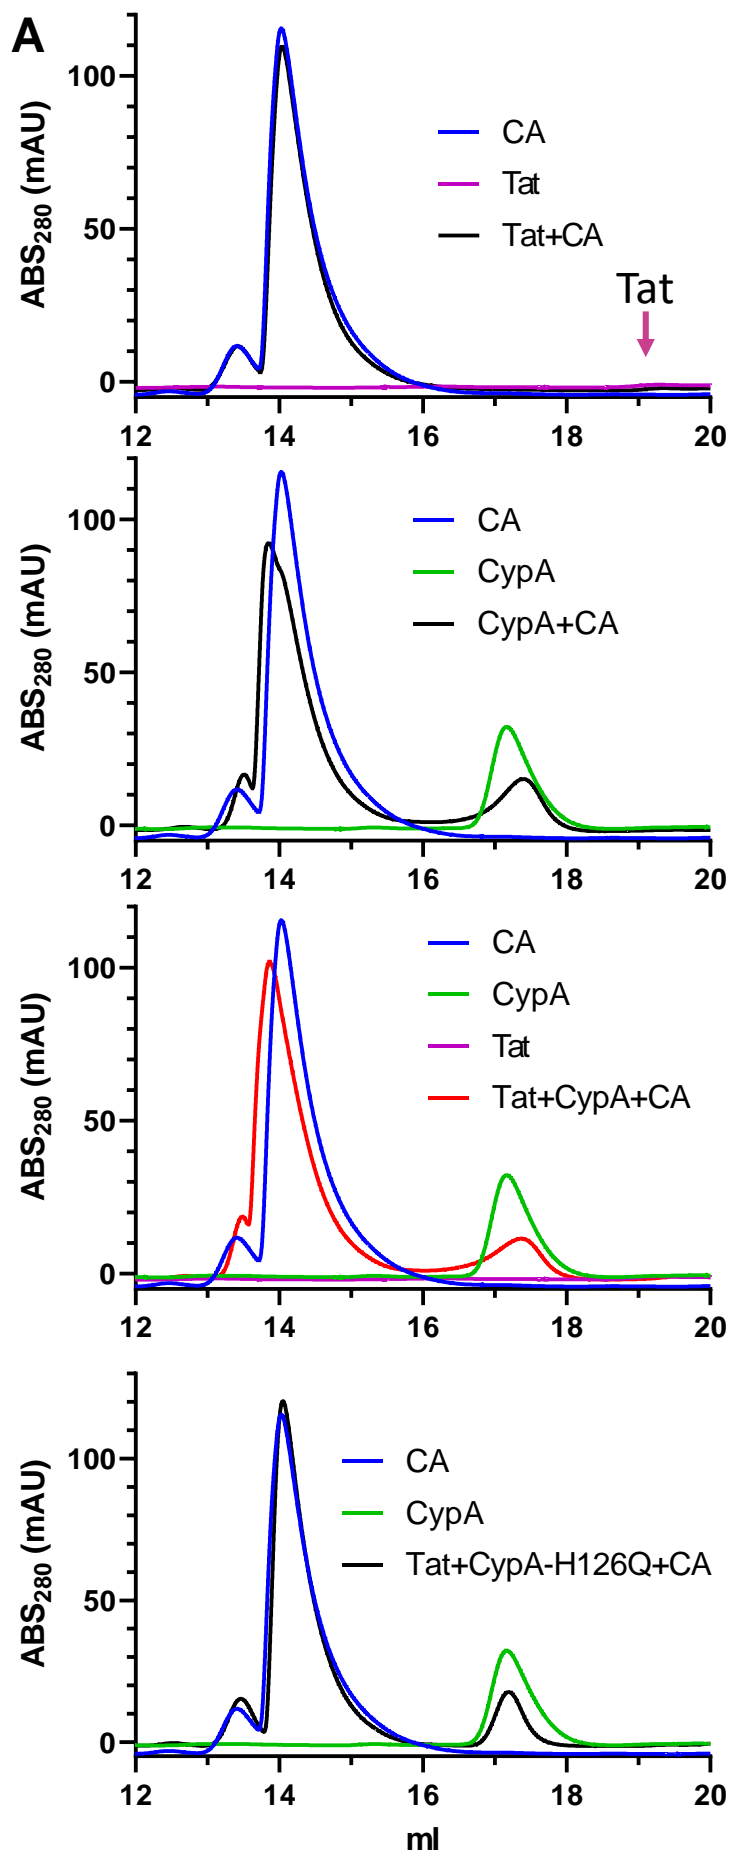 A
ABS280 (mAU)
100
50
0
CA
Tat
Tat+CA
Tat
12 14 16 18 20
ABS280 (mAU)
100
50
0
CA
CypA
CypA+CA
12 14 16 18 20
ABS280 (mAU)
100
50
0
CA
CypA
Tat
Tat+CypA+CA
12 14 16 18 20
ABS280 (mAU)
100
50
0
CA
CypA
Tat+CypA-H126Q+CA
12 14 16 18 20
ml